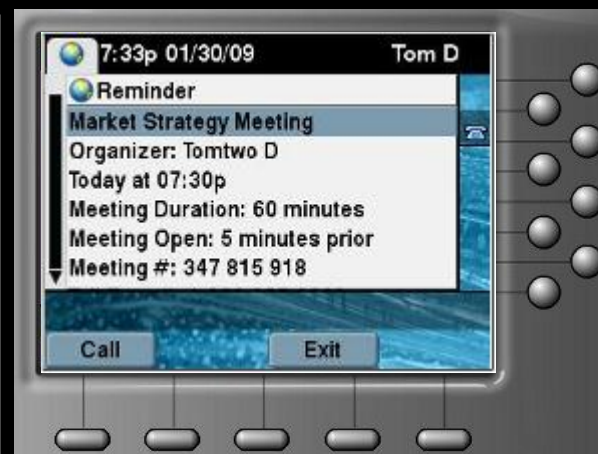 7:33p 01/30/09 Tom D
Reminder
Market Strategy Meeting
Organizer: Tomtwo D
Today at 07:30p
Meeting Duration: 60 minutes
Meeting Open: 5 minutes prior
Meeting #: 347 815 918
Call Exit